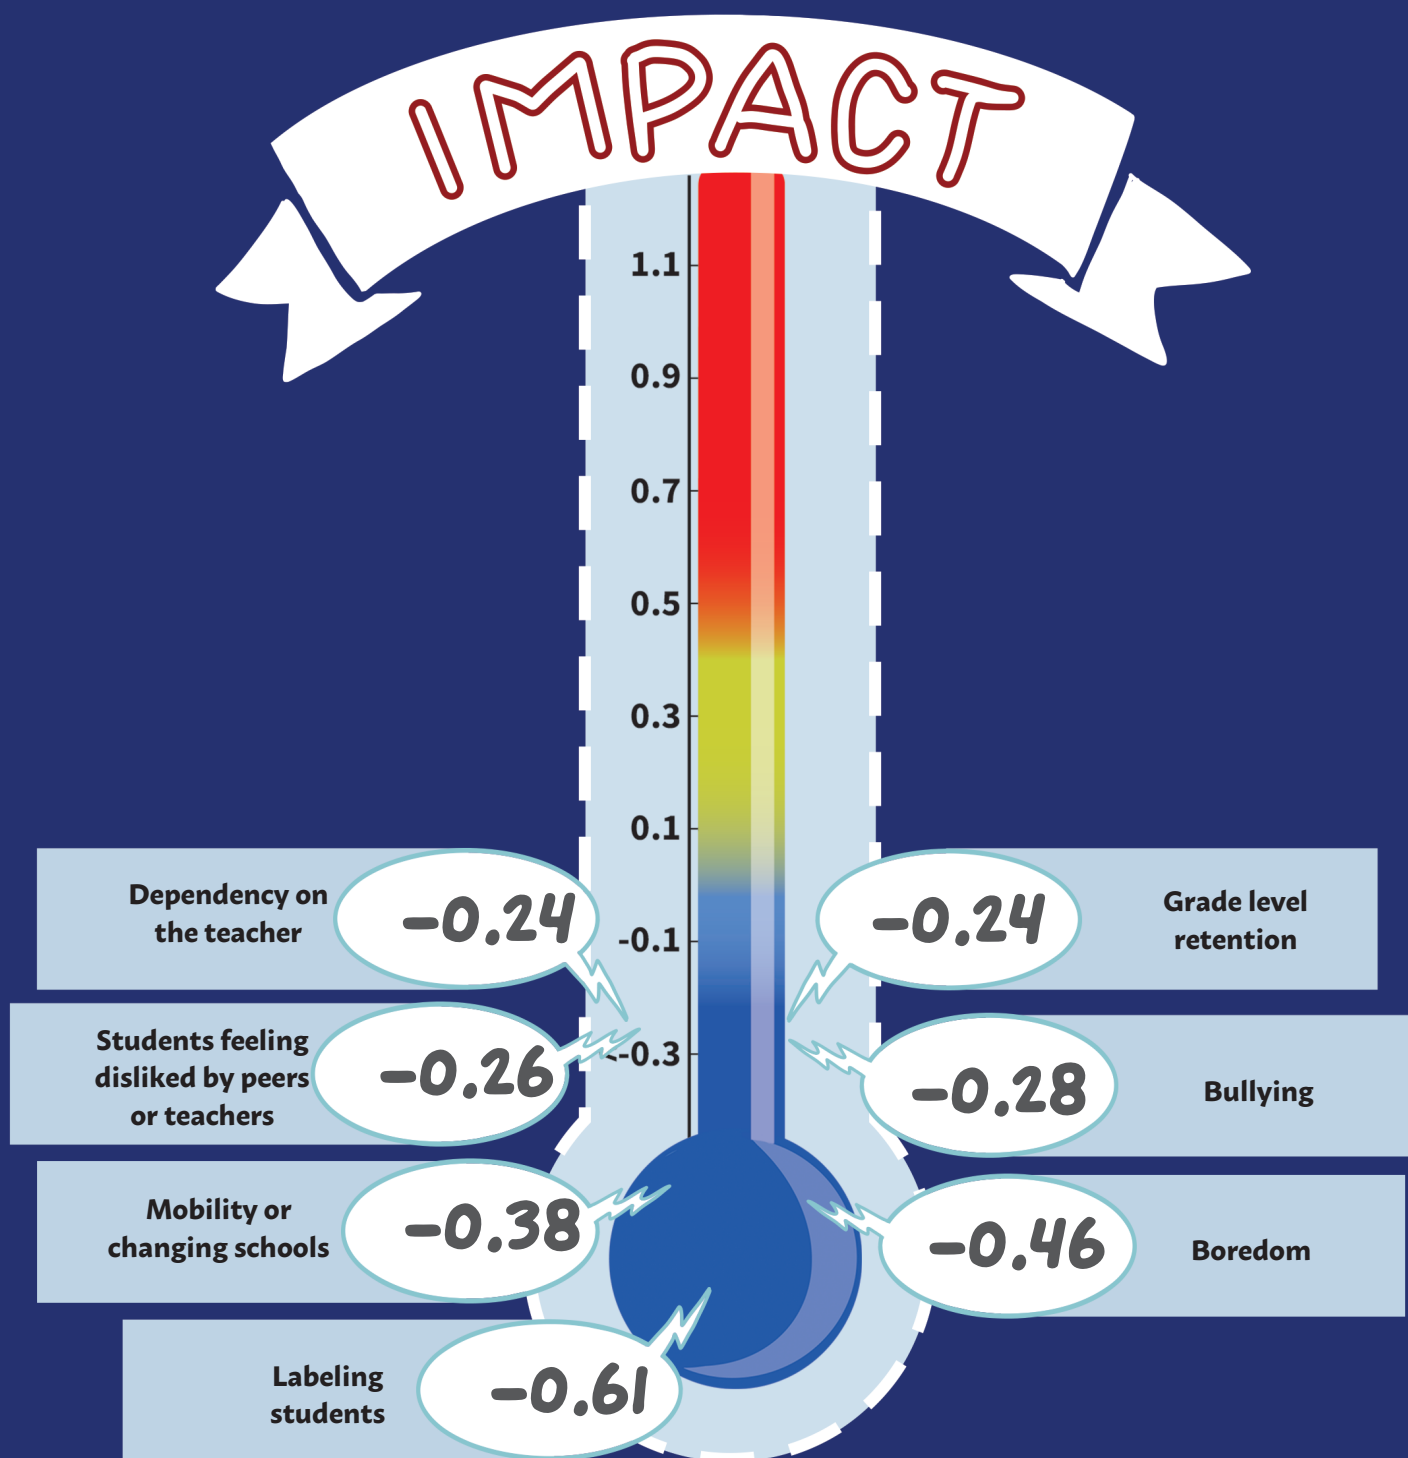 IMPACT
1.1
0.9
0.7
0.5
0.3
0.1
-0.1
<-0.3
Dependency on
the teacher
-0.24
-0.24
Grade level
retention
Students feeling
disliked by peers
or teachers
-0.26
-0.28
Bullying
Mobility or
changing schools
-0.38
-0.46
Boredom
Labeling
students
-0.61